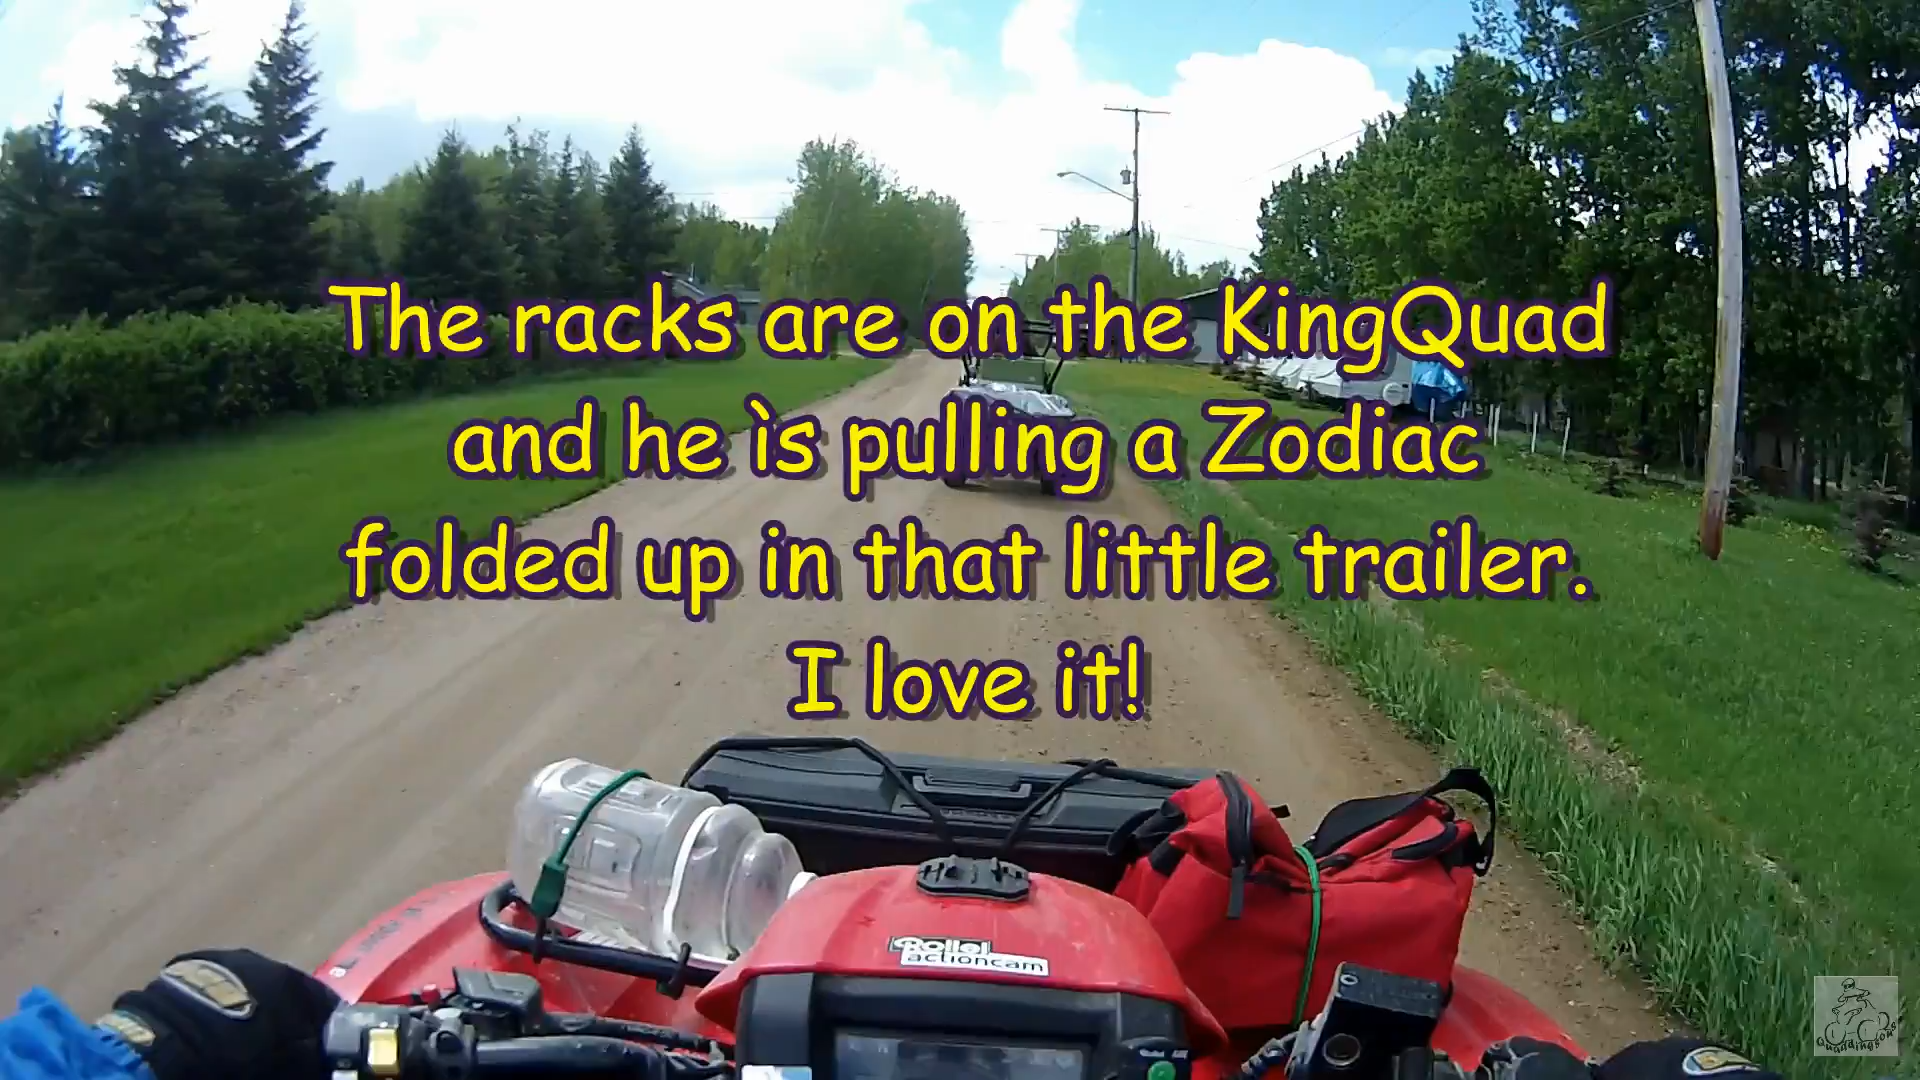 The racks are on the KingQuad
and he ìs pulling a Zodiac
folded up in that little trailer.
I love it!
Rollei
actioncam